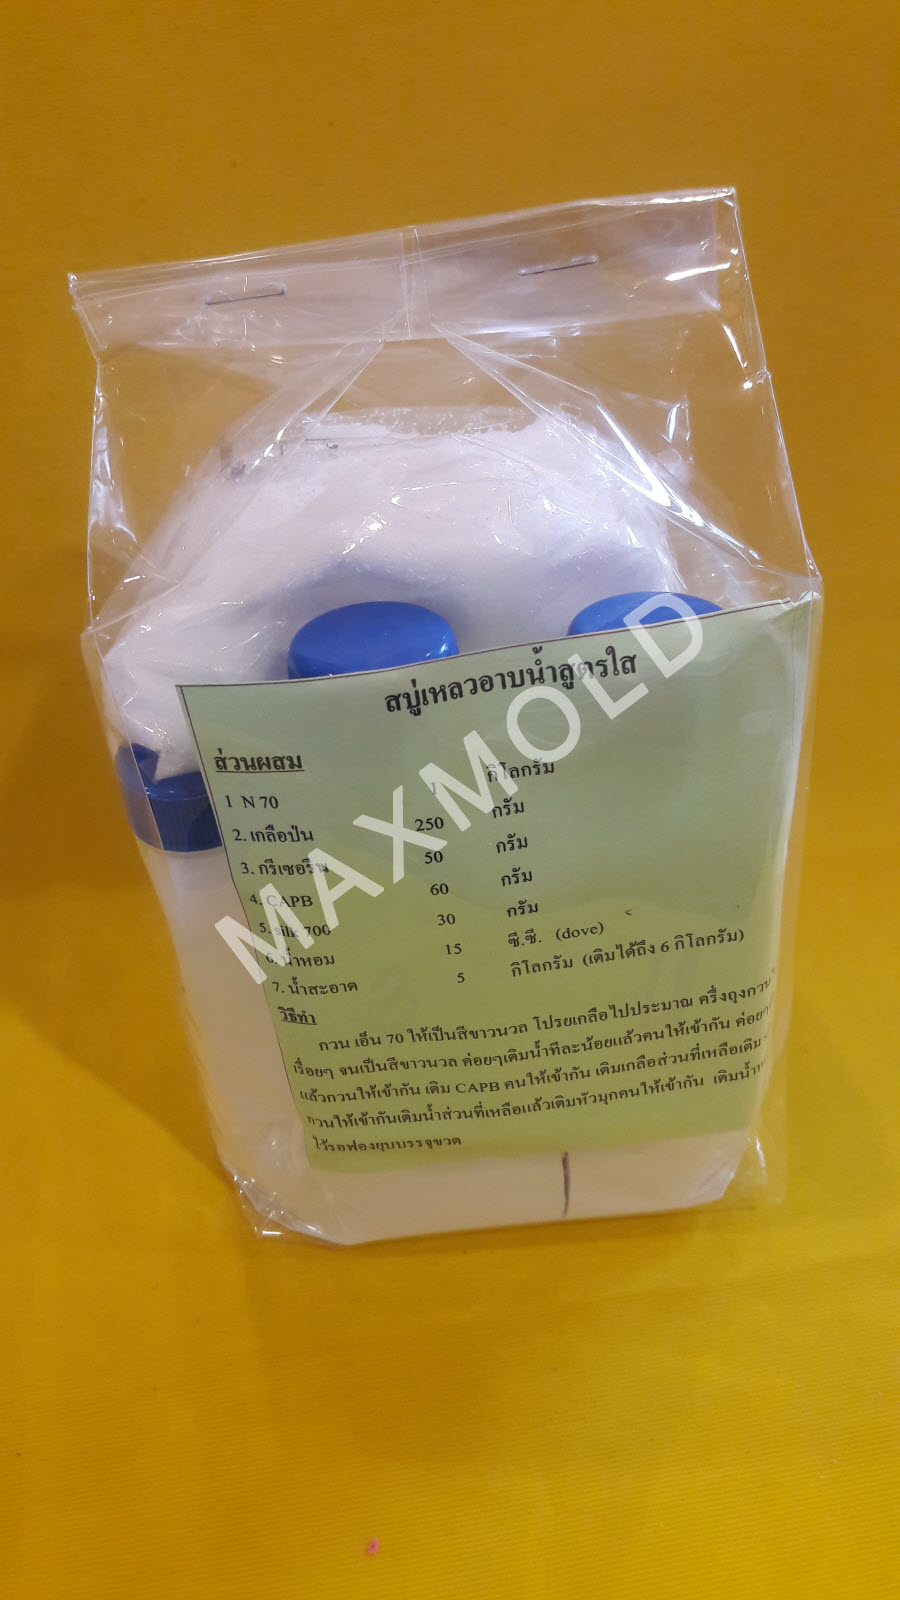 สบู่เหลวอาบน้ำสูตรใส
ส่วนผสม
1 N 70 1 กิโลกรัม
2. เกลือป่น 250 กรัม
3. กรีเซอรีน 50 กรัม
4. CAPB 60 กรัม
5. silk 700 30 กรัม
6. น้ำหอม 15 ซี.ซี. (dove)
7. น้ำสะอาด 5 กิโลกรัม (เติมได้ถึง 6 กิโลกรัม)
วิธีทำ
กวน เอ็น 70 ให้เป็นสีขาวนวล โปรยเกลือไปประมาณ ครึ่งถุงกวน
เรื่อยๆ จนเป็นสีขาวนวล ค่อยๆเติมน้ำทีละน้อยแล้วคนให้เข้ากัน ค่อยๆ
แล้วกวนให้เข้ากัน เติม CAPB คนให้เข้ากัน เติมเกลือส่วนที่เหลือเติม
กวนให้เข้ากันเติมน้ำส่วนที่เหลือแล้วเติมหัวมุกคนให้เข้ากัน เติมน้ำ
ไว้รอฟองยุบบรรจุขวด
MAXMOLD